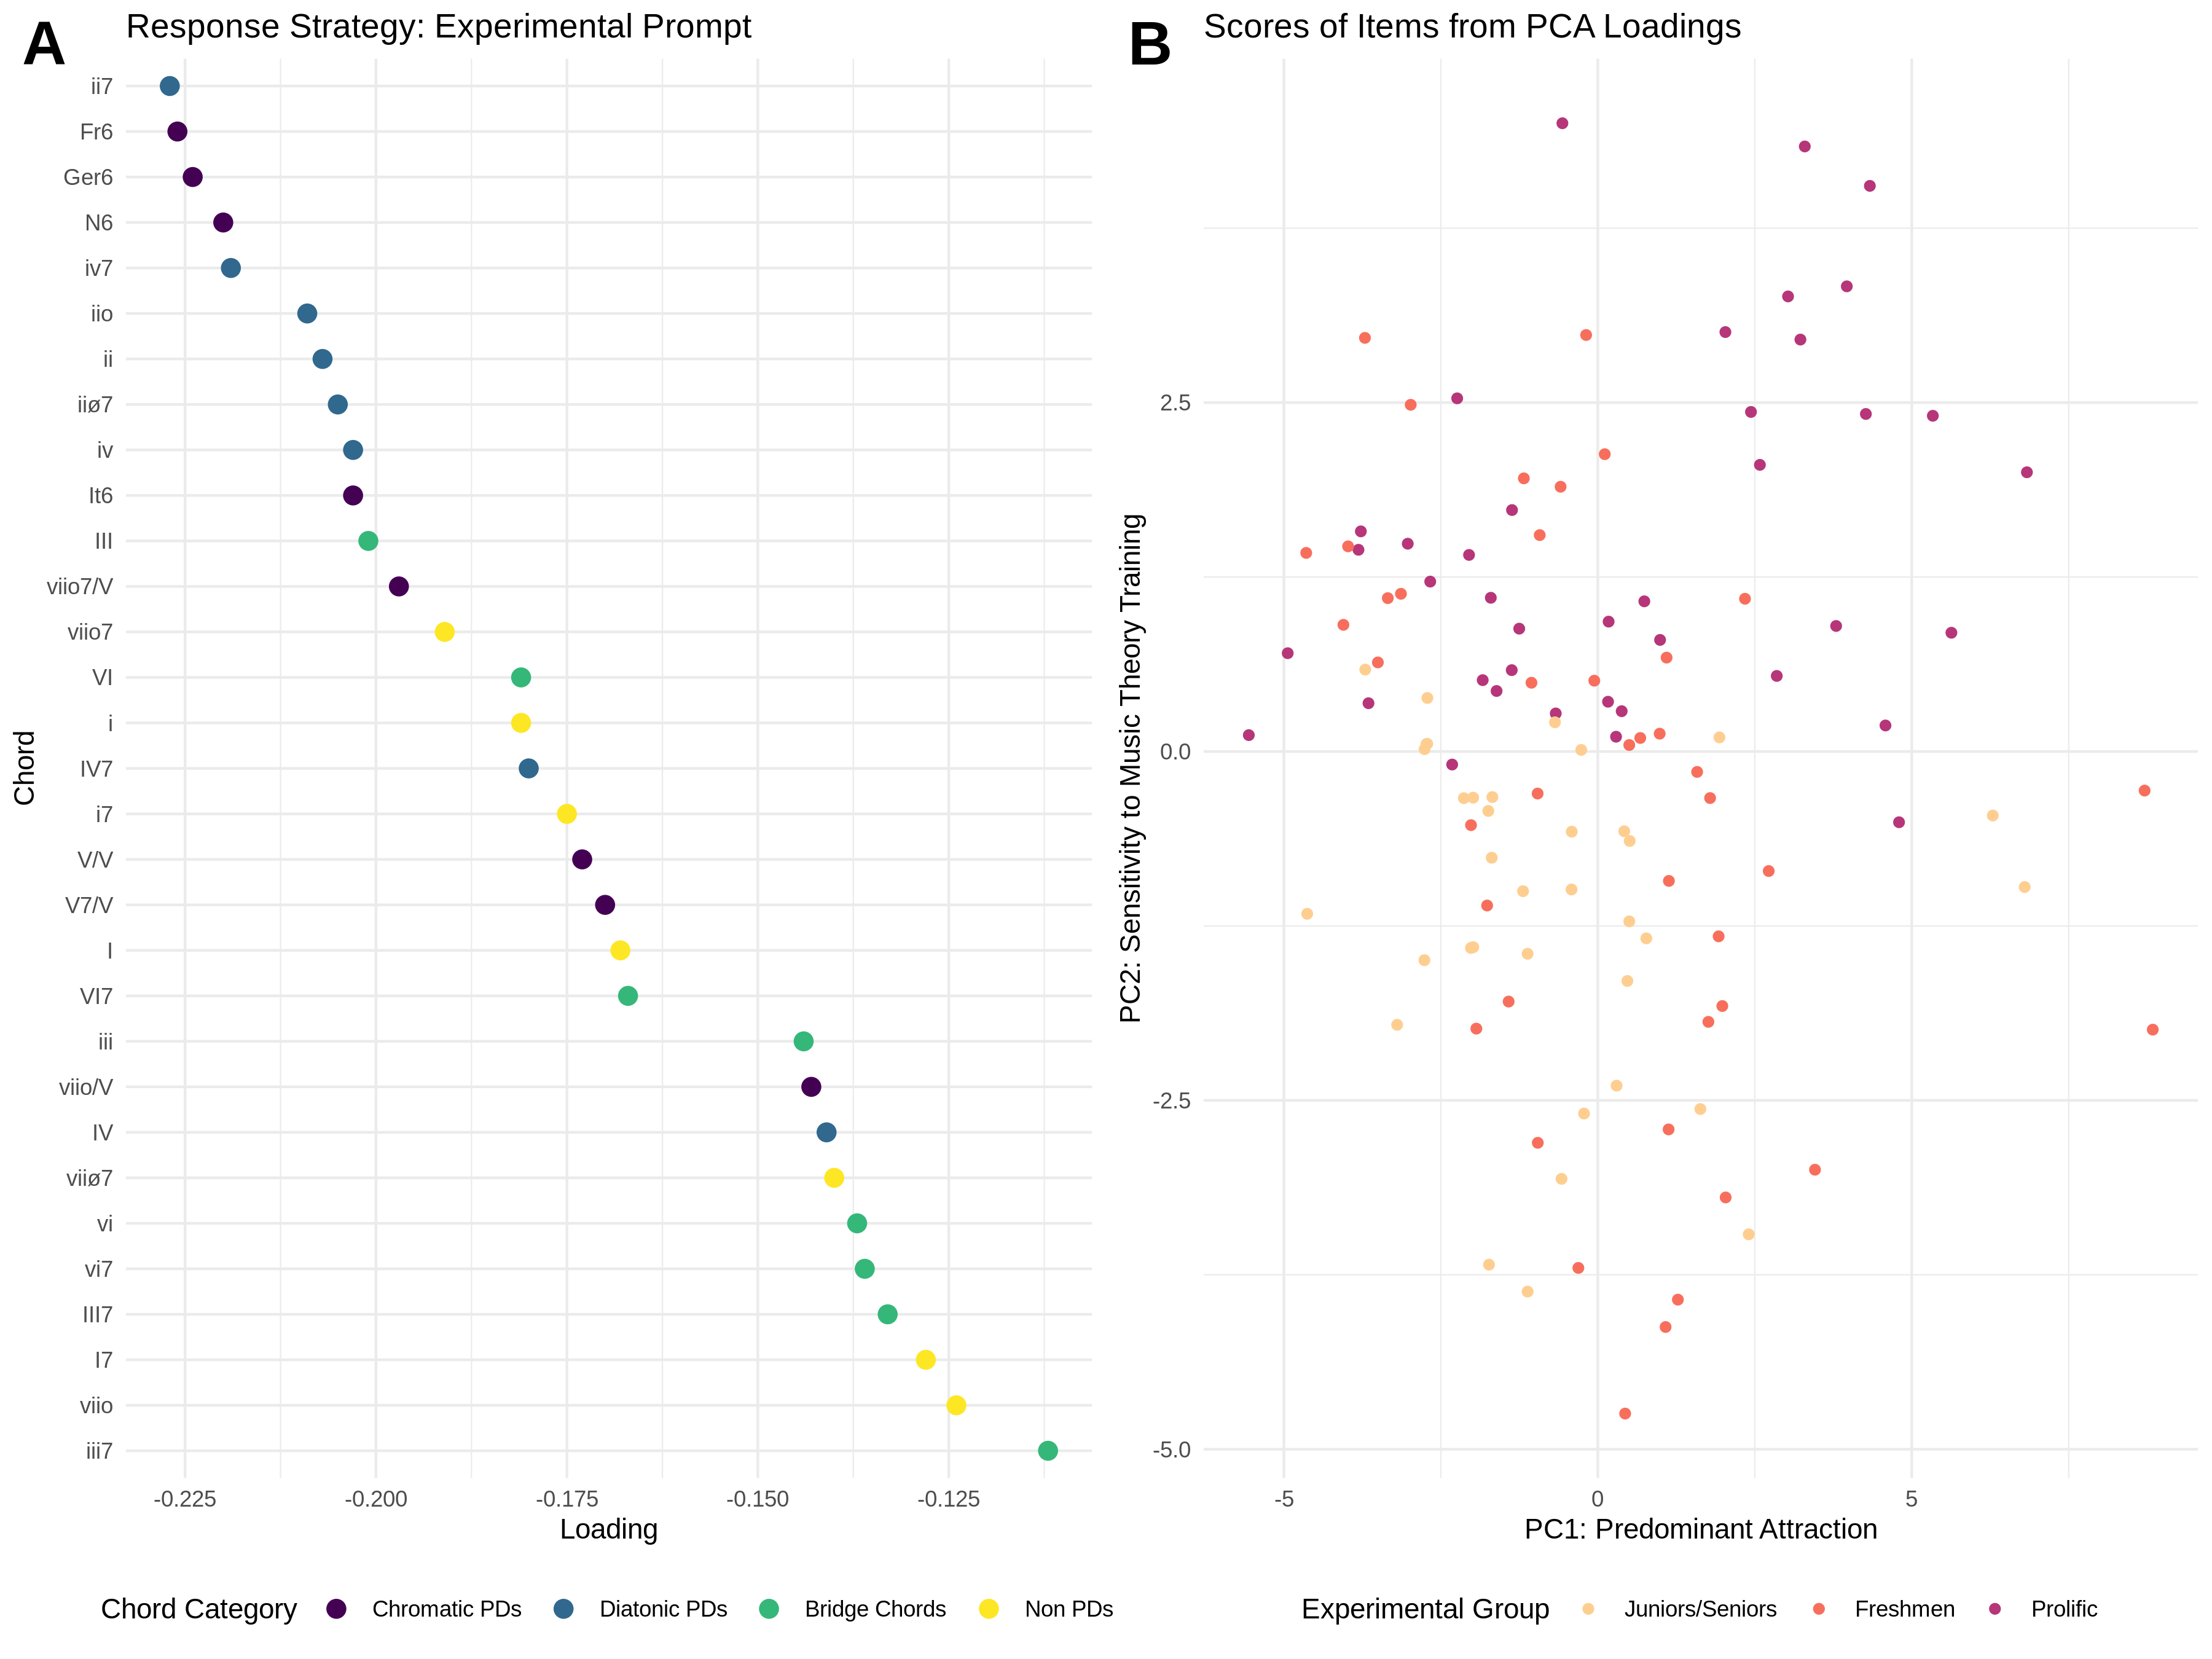 A
Response Strategy: Experimental Prompt
Chord
ii7
Fr6
Ger6
N6
iv7
iio
ii
iiø7
iv
It6
III
viio7/V
viio7
VI
i
IV7
i7
V/V
V7/V
I
VI7
iii
viio/V
IV
viiø7
vi
vi7
III7
I7
viio
iii7
-0.225 -0.200 -0.175 -0.150 -0.125
Loading
Chord Category Chromatic PDs Diatonic PDs Bridge Chords Non PDs
B
Scores of Items from PCA Loadings
PC2: Sensitivity to Music Theory Training
2.5
0.0
-2.5
-5.0
-5 0 5
PC1: Predominant Attraction
Experimental Group Juniors/Seniors Freshmen Prolific